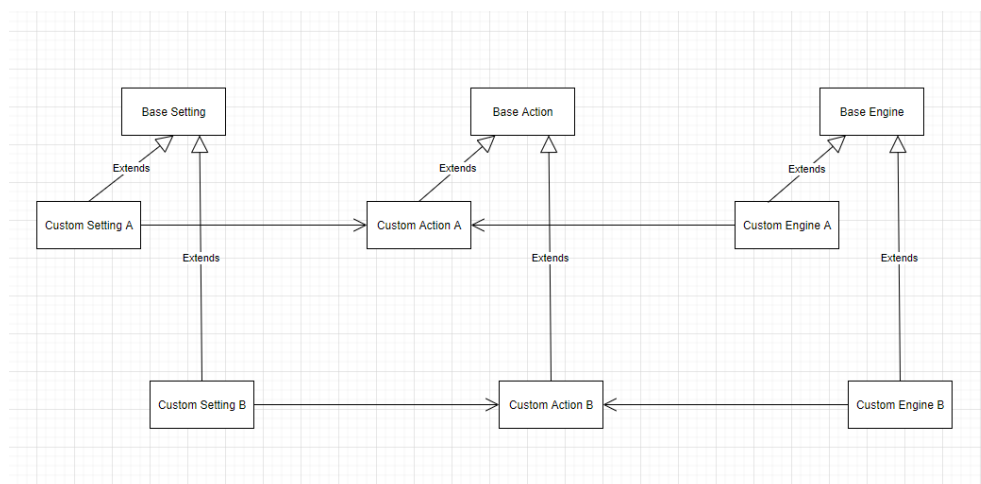 Base Setting
Base Action
Base Engine
Extends
Extends
Extends
Custom Setting A
Custom Action A
Custom Engine A
Extends
Extends
Extends
Custom Setting B
Custom Action B
Custom Engine B